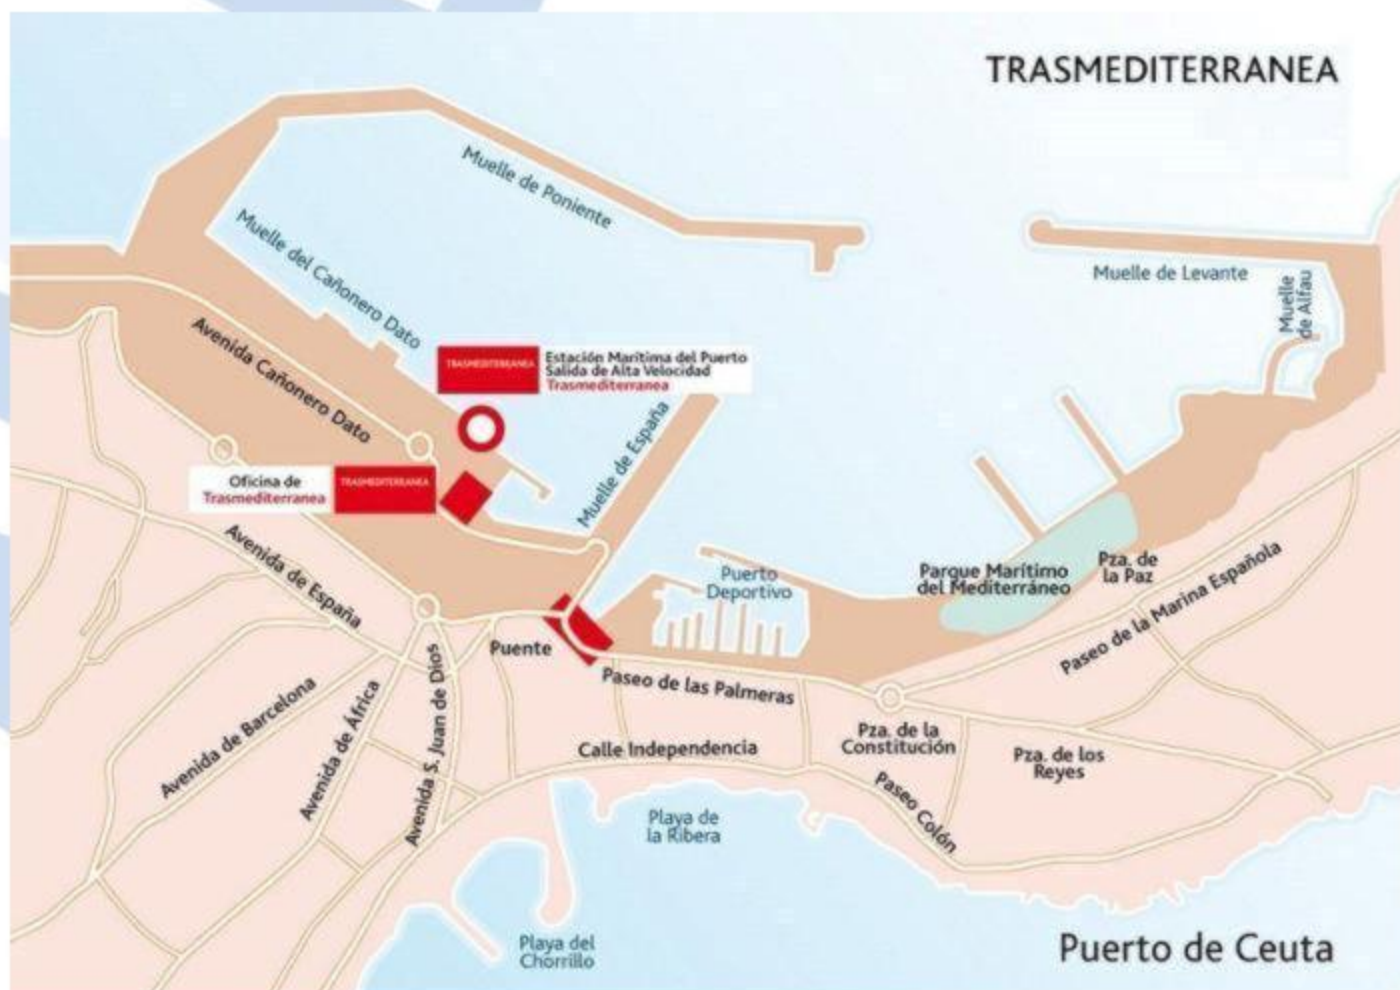 TRASMEDITERRANEA
Muelle de Poniente
Muelle del Cañonero Dato
Muelle de Levante
Muelle
de Alfau
Avenida Cañonero Dato
TRASMEDITERRANEA
Estación Marítima del Puerto
Salida de Alta Velocidad
Trasmediterranea
Muelle de España
Oficina de
Trasmediterranea
TRASMEDITERRANEA
Avenida de España
Puerto
Deportivo
Parque Marítimo
del Mediterráneo
Pza. de
la Paz
Paseo de la Marina Española
Puente
Paseo de las Palmeras
Avenida de Barcelona
Avenida de África
Avenida S. Juan de Dios
Calle Independencia
Pza. de la
Constitución
Pza. de los
Reyes
Paseo Colón
Playa de
la Ribera
Playa del
Chorrillo
Puerto de Ceuta